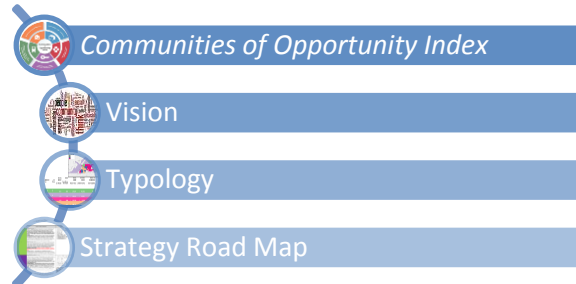 Communities of Opportunity Index
Vision
Typology
Strategy Road Map